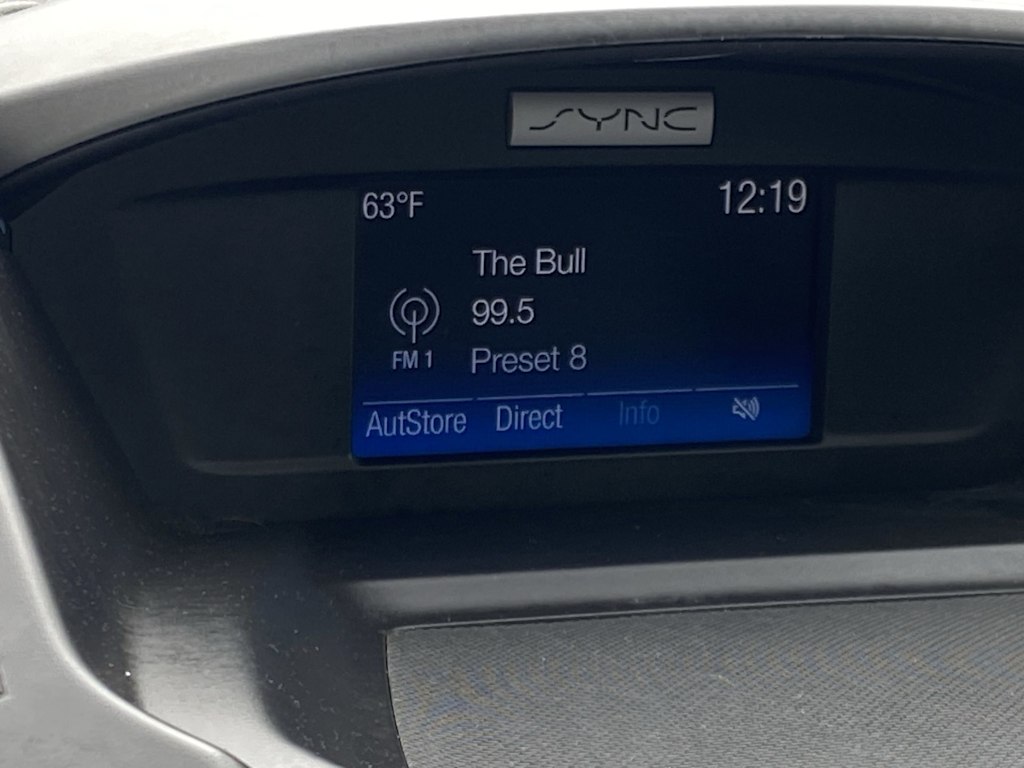 SYNC
63°F
12:19
The Bull
99.5
FM 1
Preset 8
AutStore
Direct
Info